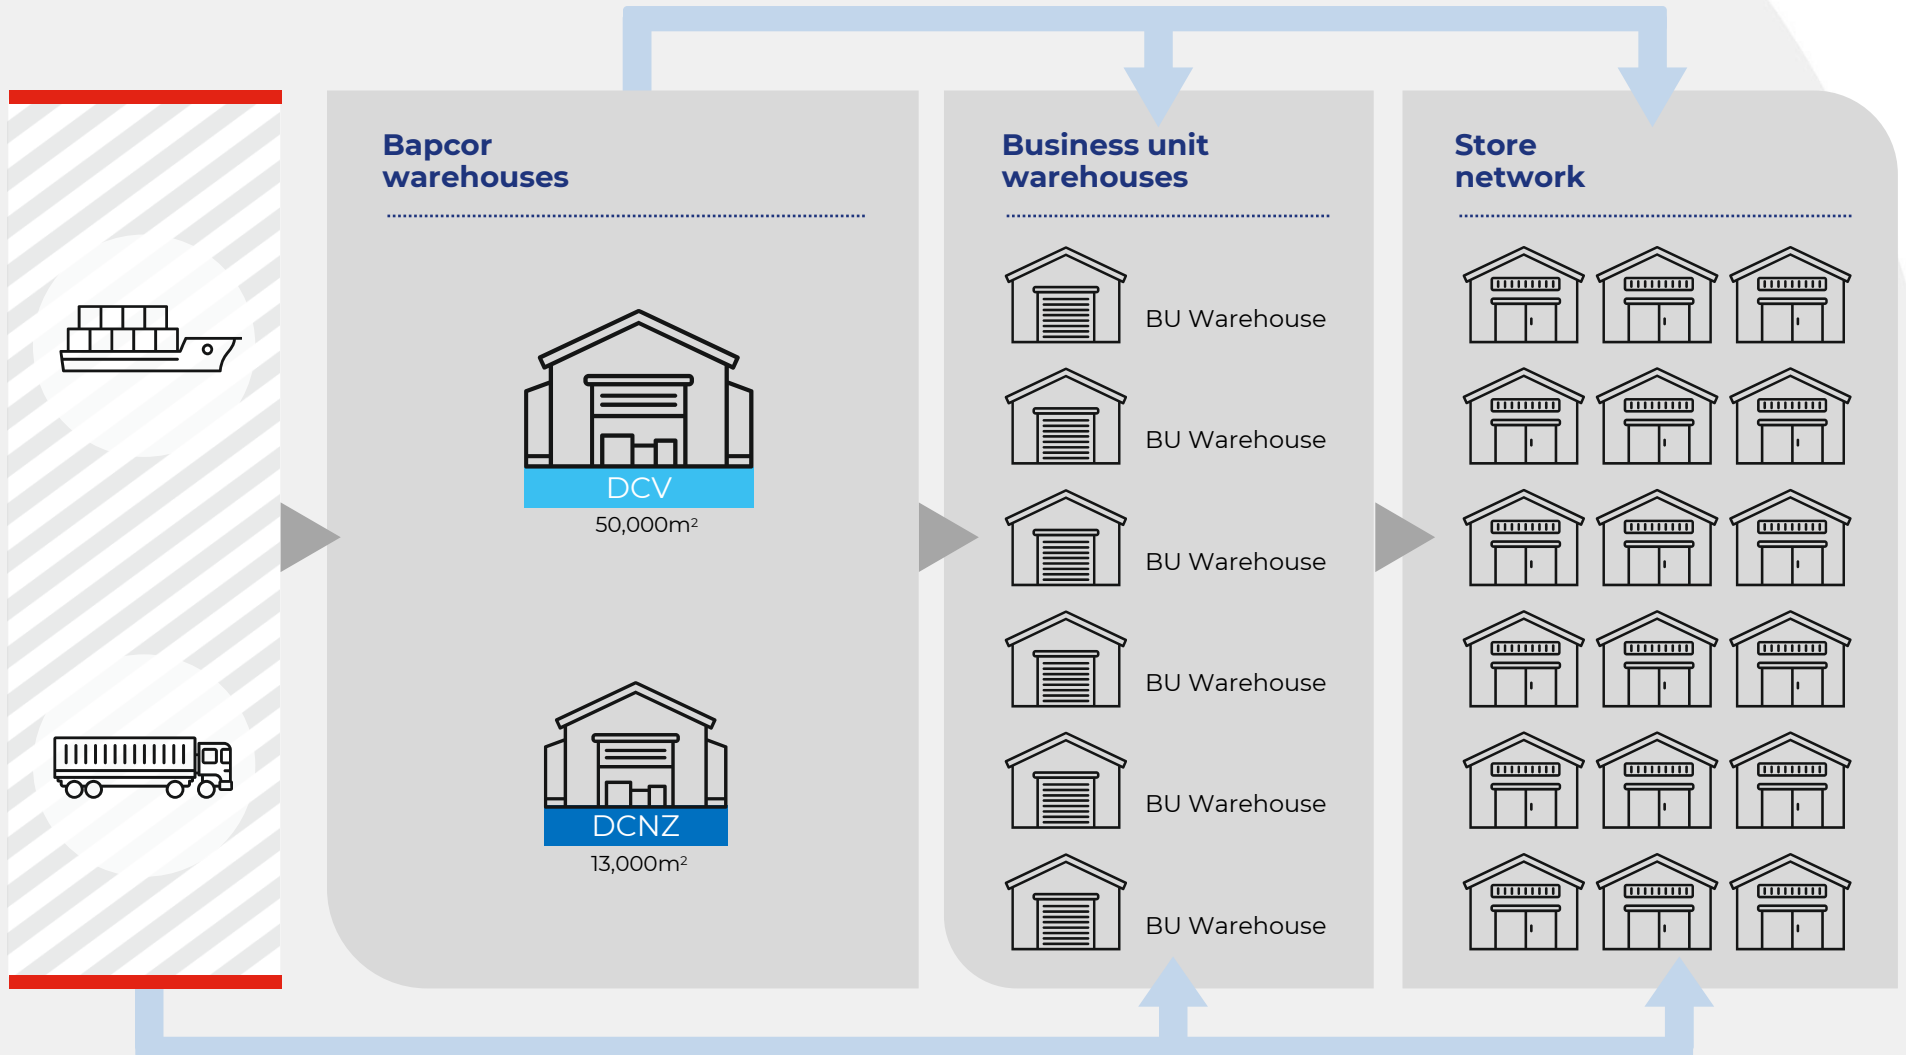 Bapcor
warehouses
DCV
50,000m²
DCNZ
13,000m²
Business unit
warehouses
BU Warehouse
BU Warehouse
BU Warehouse
BU Warehouse
BU Warehouse
BU Warehouse
Store
network